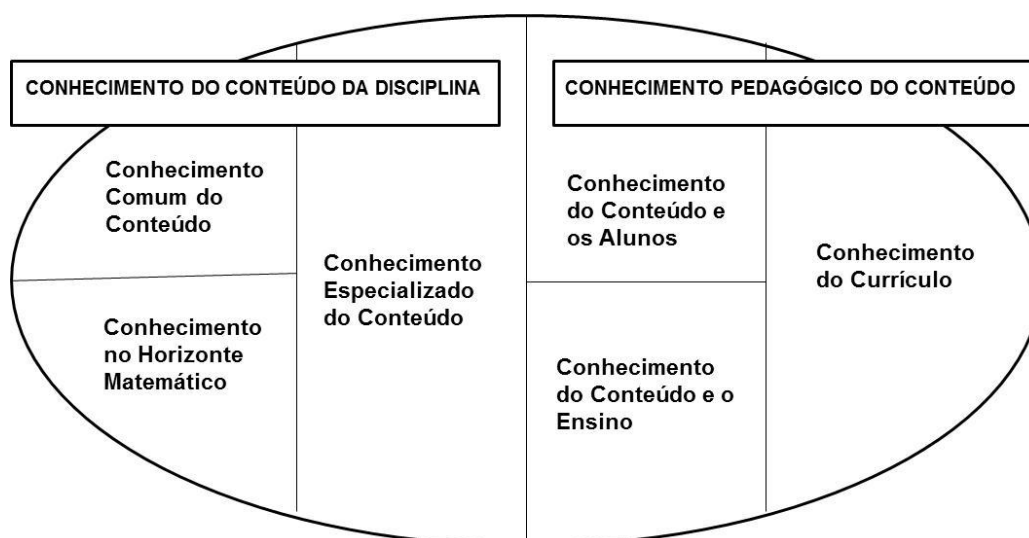 CONHECIMENTO DO CONTEÚDO DA DISCIPLINA
Conhecimento
Comum do
Conteúdo
Conhecimento
no Horizonte
Matemático
Conhecimento
Especializado
do Conteúdo
CONHECIMENTO PEDAGÓGICO DO CONTEÚDO
Conhecimento
do Conteúdo e
os Alunos
Conhecimento
do Conteúdo e o
Ensino
Conhecimento
do Currículo